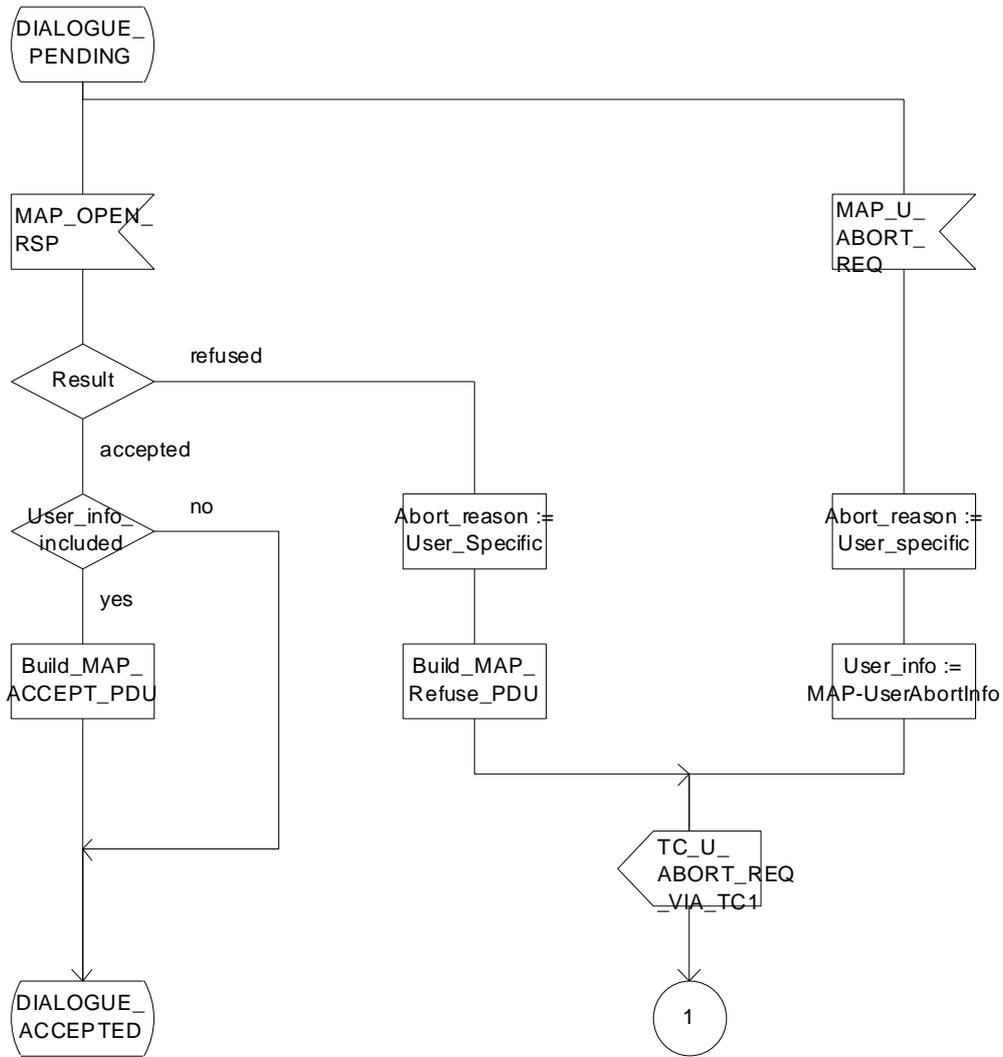 DIALOGUE_
PENDING
MAP_OPEN_
RSP
MAP_U_
ABORT_
REQ
Result
refused
accepted
User_info_
included
no
yes
Abort_reason :=
User_Specific
Abort_reason :=
User_specific
Build_MAP_
ACCEPT_PDU
Build_MAP_
Refuse_PDU
User_info :=
MAP-UserAbortInfo
TC_U_
ABORT_REQ
_VIA_TC1
DIALOGUE_
ACCEPTED
1